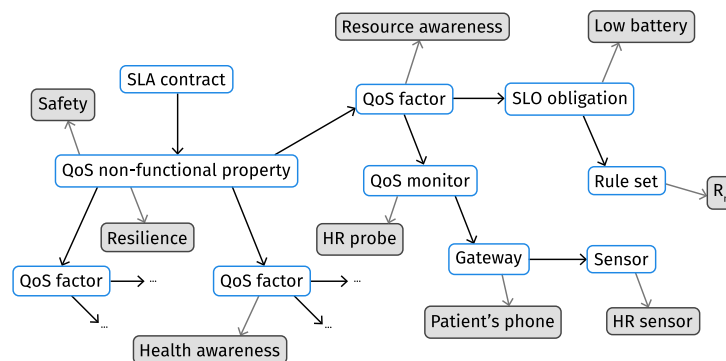 Resource awareness
Low battery
SLA contract
Safety
QoS factor
SLO obligation
QoS non-functional property
QoS monitor
Rule set
R
Resilience
HR probe
Gateway
Sensor
QoS factor
...
QoS factor
...
...
...
Patient's phone
HR sensor
Health awareness